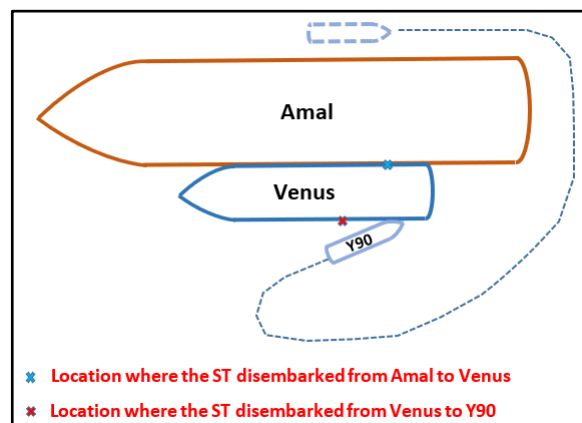 Amal
Venus
Y90
Location where the ST disembarked from Amal to Venus
Location where the ST disembarked from Venus to Y90